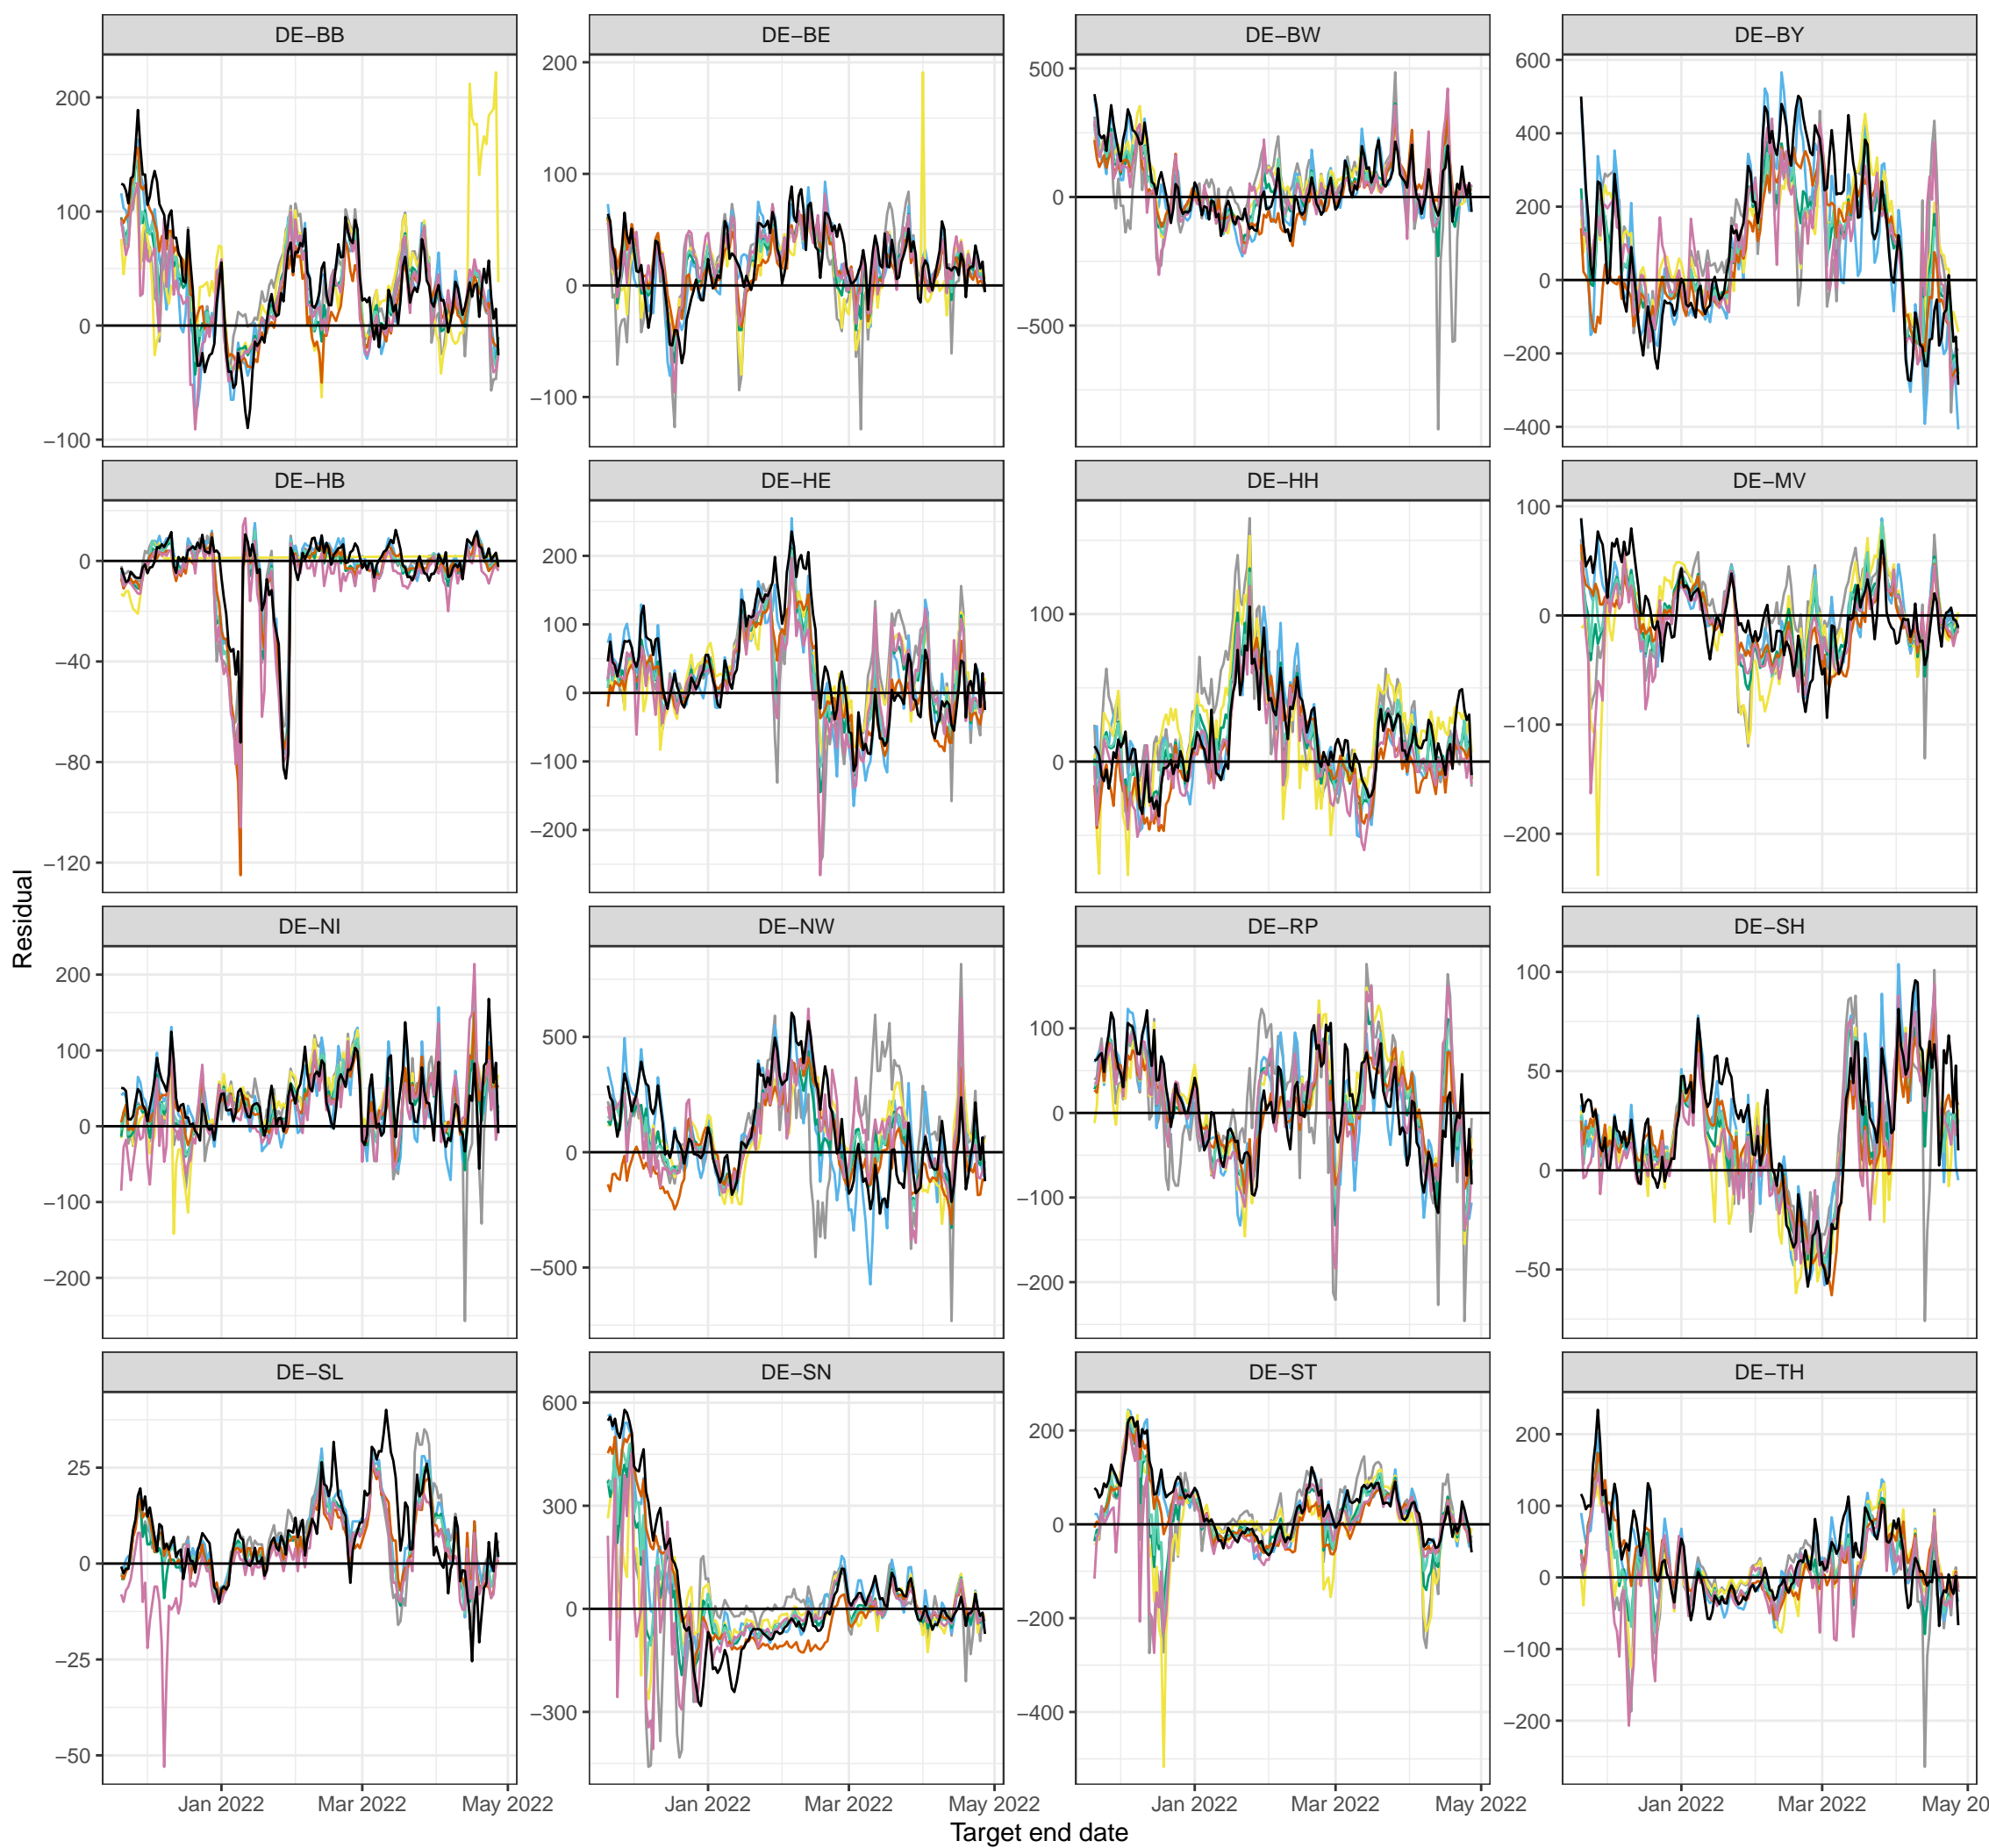 DE−BB DE−BE DE−BW DE−BY
200 200 500 600
100 100 0 400
0 0 −500 200
−100 −100 0
−200
−400
DE−HB DE−HE DE−HH DE−MV
0 200 100 100
−40 100 0 0
−80 0 −100
−120 −100 −200
−200
Residual
DE−NI DE−NW DE−RP DE−SH
200 500 100 100
100 0 0 50
0 −500 −100 0
−100 −200 −50
−200
DE−SL DE−SN DE−ST DE−TH
25 600 200 200
0 300 0 100
−25 0 −200 0
−50 −300 −400 −100
−200
Jan 2022 Mar 2022 May 2022 Jan 2022 Mar 2022 May 2022 Jan 2022 Mar 2022 May 2022 Jan 2022 Mar 2022 May 20
Target end date